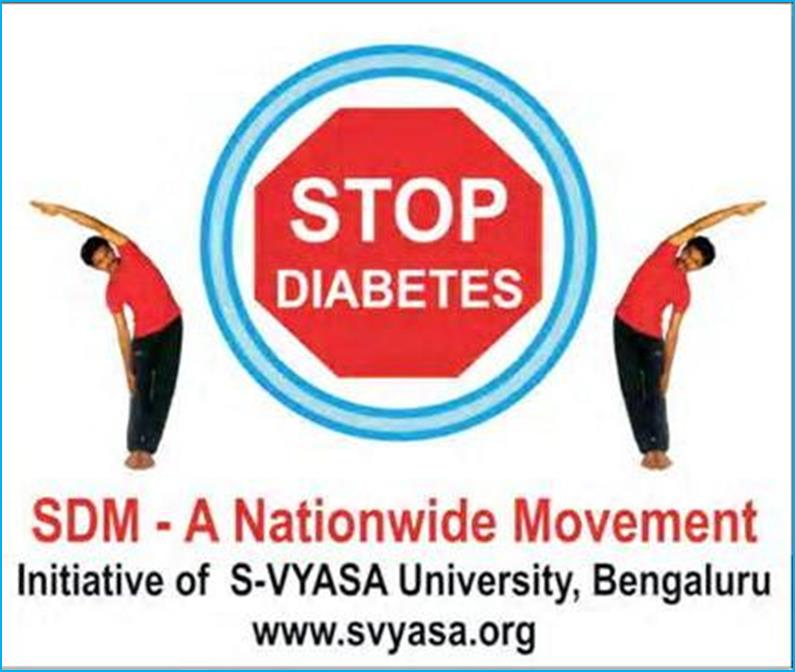 STOP
DIABETES
SDM - A Nationwide Movement
Initiative of S-VYASA University, Bengaluru
www.svyasa.org